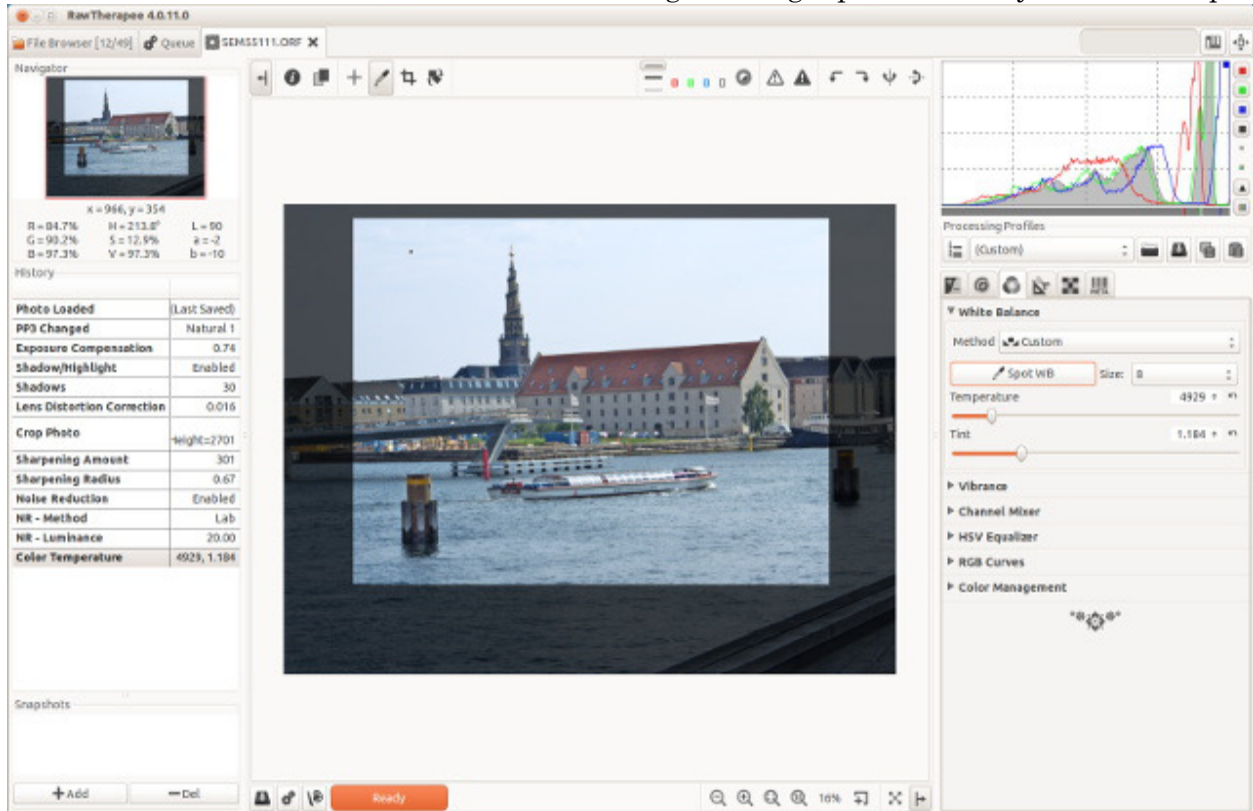 RawTherapee 4.0.11.0
File Browser [12/49] Queue SEM55111.ORF
Navigator
x = 966, y = 354
R = 84.7% H = 213.8° L = 90
G = 90.2% S = 12.9% a = -2
B = 97.3% V = 97.3% b = -10
History
Photo Loaded (Last Saved)
PP3 Changed Natural 1
Exposure Compensation 0.74
Shadow/Highlight Enabled
Shadows 30
Lens Distortion Correction 0.016
Crop Photo
Height=2701
Sharpening Amount 301
Sharpening Radius 0.67
Noise Reduction Enabled
NR - Method Lab
NR - Luminance 20.00
Color Temperature 4929, 1.184
Snapshots
Add Del
Ready
16%
Processing Profiles
(Custom)
White Balance
Method Custom
Spot WB Size: 8
Temperature 4929
Tint 1.184
Vibrance
Channel Mixer
HSV Equalizer
RGB Curves
Color Management